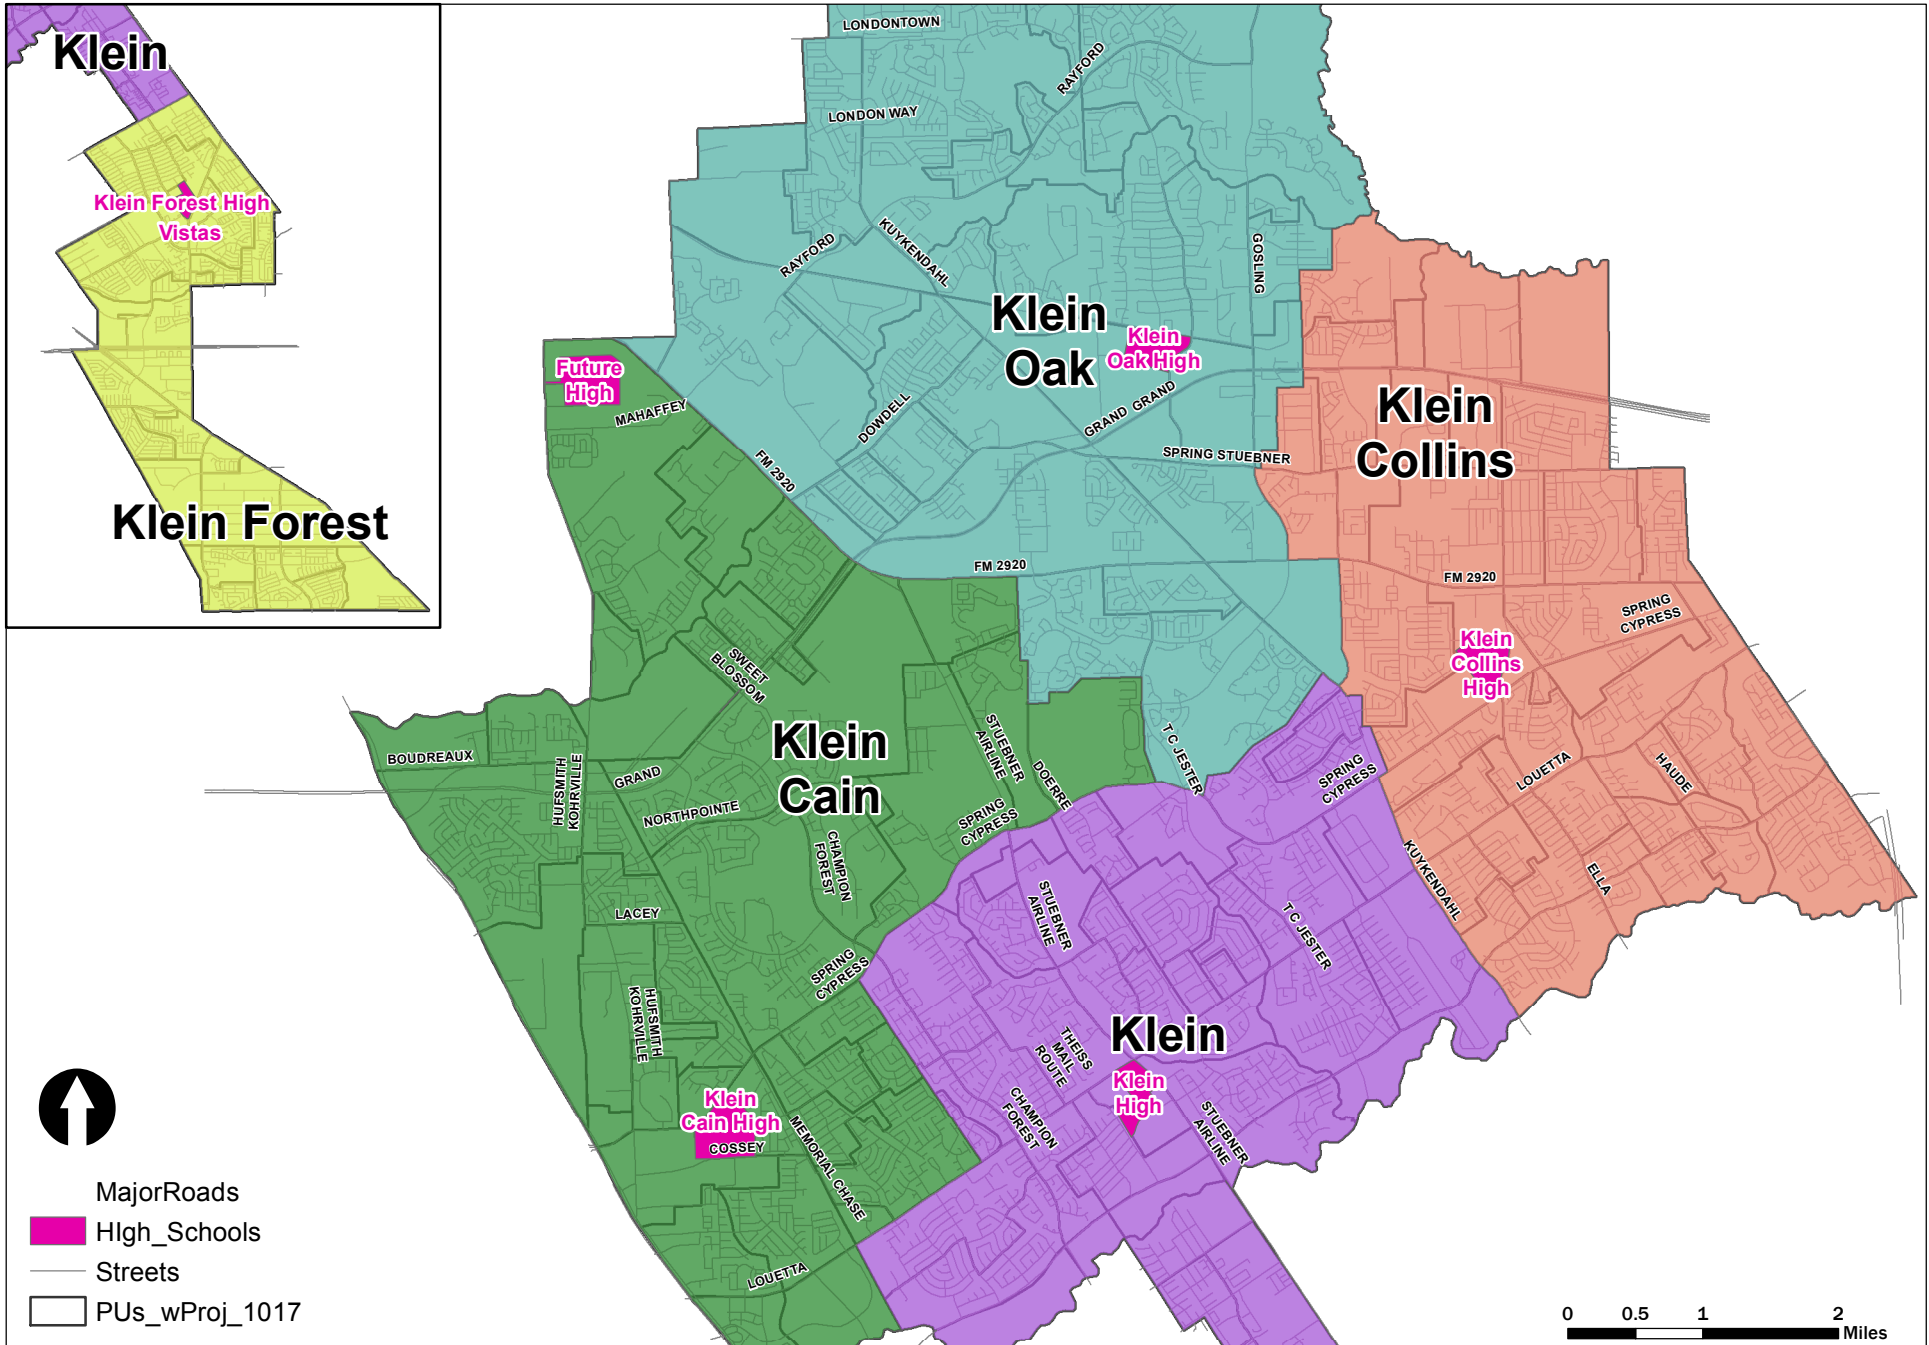 Klein
Klein Forest High
Vistas
Klein Forest
LONDONTOWN
RAYFORD
LONDON WAY
RAYFORD
KUYKENDAHL
GOSLING
Klein
Oak
Klein
Oak High
Future
High
MAHAFFEY
DOWDELL
GRAND GRAND
FM 2920
SPRING STUEBNER
Klein
Collins
FM 2920
FM 2920
SPRING
CYPRESS
Klein
Collins
High
SWEET
BLOSSOM
Klein
Cain
STUEBNER
AIRLINE
DOERRE
T C JESTER
SPRING
CYPRESS
BOUDREAUX
HUFSMITH
KOHRVILLE
GRAND
NORTHPOINTE
CHAMPION
FOREST
SPRING
CYPRESS
LOUETTA
HAUDE
KUYKENDAHL
ELLA
LACEY
STUEBNER
AIRLINE
T C JESTER
SPRING
CYPRESS
HUFSMITH
KOHRVILLE
Klein
THEISS
MAIL
ROUTE
Klein
High
CHAMPION
FOREST
STUEBNER
AIRLINE
Klein
Cain High
COSSEY
MEMORIAL CHASE
LOUETTA
MajorRoads
HIgh_Schools
Streets
PUs_wProj_1017
0 0.5 1 2
Miles